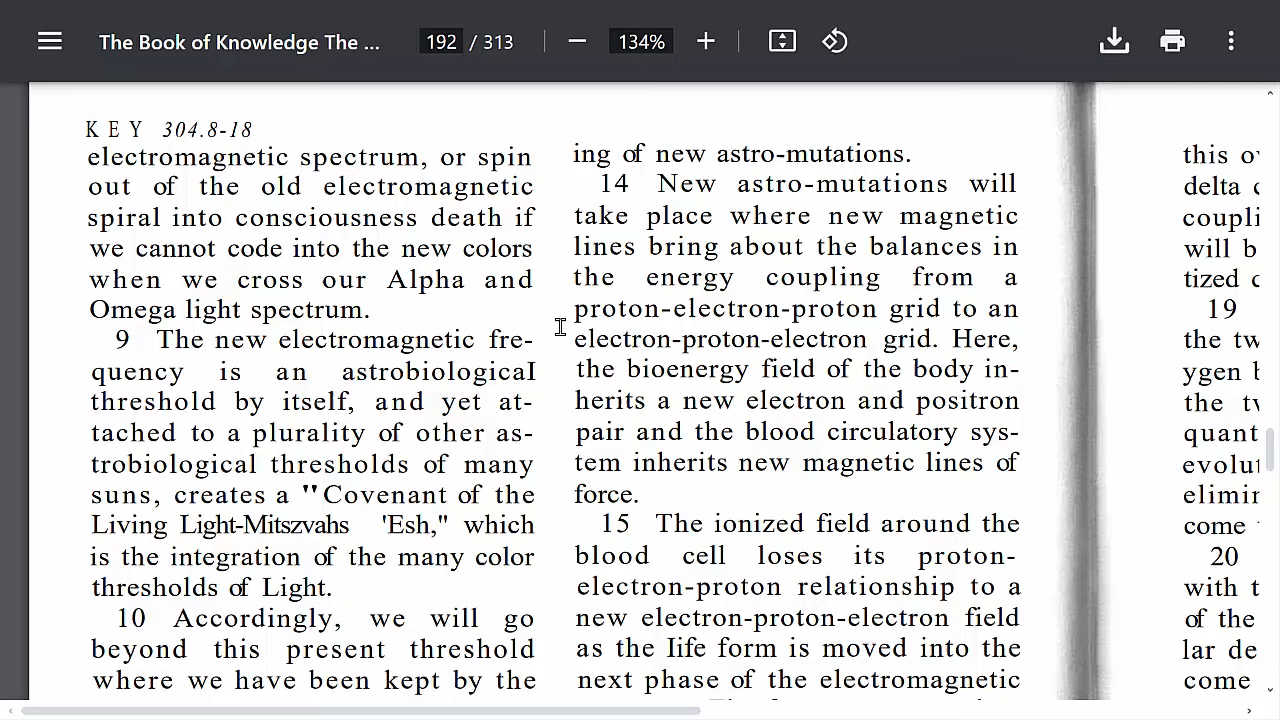 The Book of Knowledge The ...
192 / 313
134%
KEY 304.8-18
electromagnetic spectrum, or spin
out of the old electromagnetic
spiral into consciousness death if
we cannot code into the new colors
when we cross our Alpha and
Omega light spectrum.
9 The new electromagnetic fre-
quency is an astrobiologicaI
threshold by itself, and yet at-
tached to a plurality of other as-
trobiological thresholds of many
suns, creates a "Covenant of the
Living Light-Mitszvahs 'Esh," which
is the integration of the many color
thresholds of Light.
10 Accordingly, we will go
beyond this present threshold
where we have been kept by the
ing of new astro-mutations.
14 New astro-mutations will
take place where new magnetic
lines bring about the balances in
the energy coupling from a
proton-electron-proton grid to an
electron-proton-electron grid. Here,
the bioenergy field of the body in-
herits a new electron and positron
pair and the blood circulatory sys-
tem inherits new magnetic lines of
force.
15 The ionized field around the
blood cell loses its proton-
electron-proton relationship to a
new electron-proton-electron field
as the Iife form is moved into the
next phase of the electromagnetic
this o
delta c
coupli
will b
tized c
19
the tw
ygen b
the tv
quant
evolut
elimin
come
20
with t
of the
lar de
come